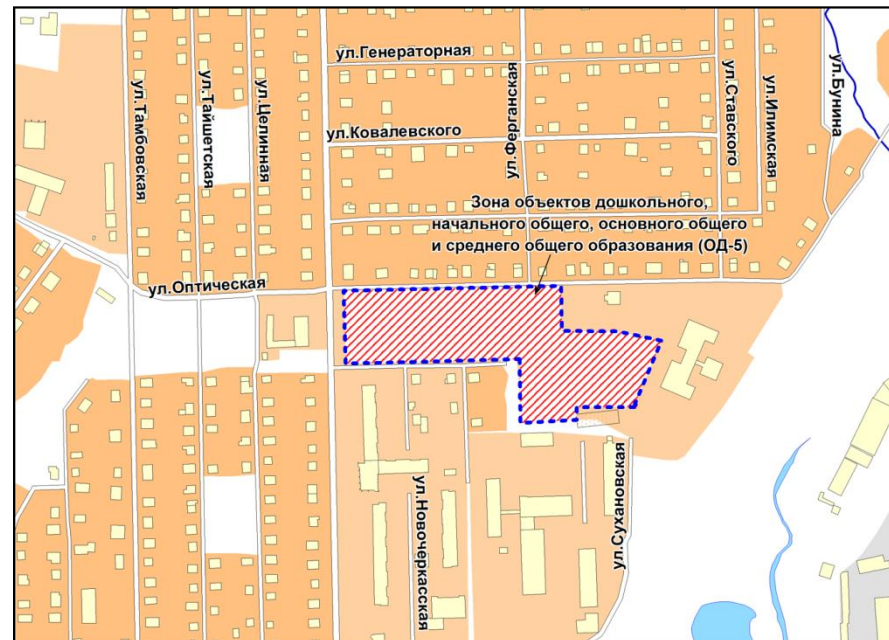 ул.Генераторная
ул.Тамбовская
ул.Тайшетская
ул.Целинная
ул.Ковалевского
ул.Ферганская
ул.Ставского
ул.Илимская
ул.Бунина
Зона объектов дошкольного,
начального общего, основного общего
и среднего общего образования (ОД-5)
ул.Оптическая
ул.Новочеркасская
ул.Сухановская